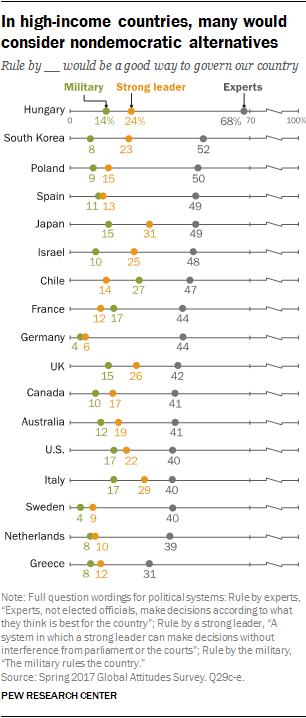 In high-income countries, many would
consider nondemocratic alternatives
Rule by __ would be a good way to govern our country
Military Strong leader Experts
Hungary
0 14% 24% 68% 70 100%
South Korea
8 23 52
Poland
9 15 50
Spain
11 13 49
Japan
15 31 49
Israel
10 25 48
Chile
14 27 47
France
12 17 44
Germany
4 6 44
UK
15 26 42
Canada
10 17 41
Australia
12 19 41
U.S.
17 22 40
Italy
17 29 40
Sweden
4 9 40
Netherlands
8 10 39
Greece
8 12 31
Note: Full question wordings for political systems: Rule by experts,
“Experts, not elected officials, make decisions according to what
they think is best for the country”; Rule by a strong leader, “A
system in which a strong leader can make decisions without
interference from parliament or the courts”; Rule by the military,
“The military rules the country.”
Source: Spring 2017 Global Attitudes Survey. Q29c-e.
PEW RESEARCH CENTER